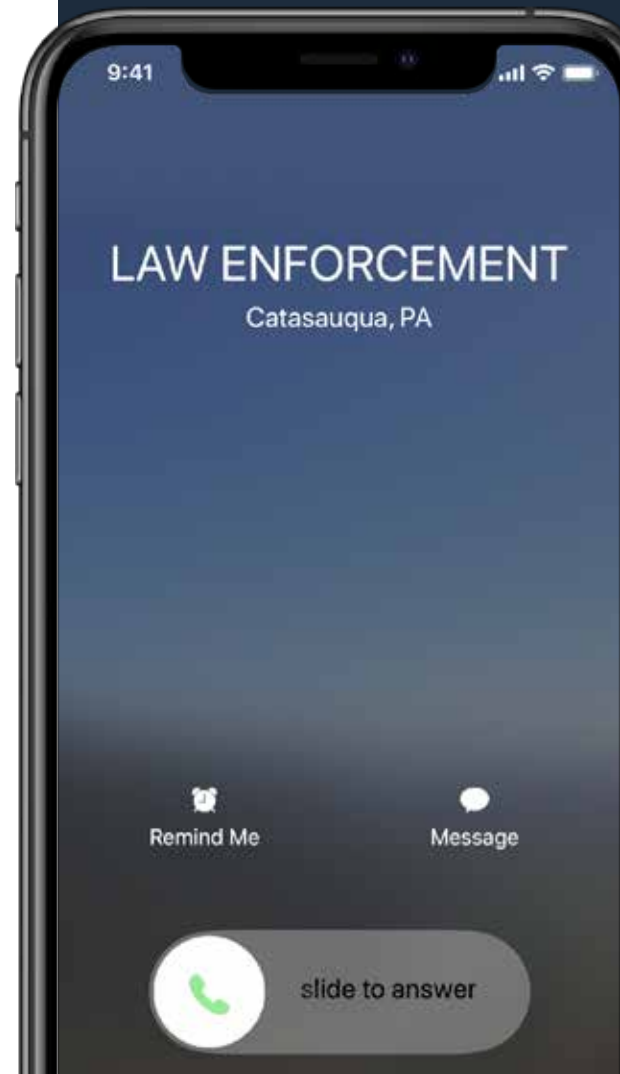 9:41
LAW ENFORCEMENT
Catasauqua, PA
Remind Me
Message
slide to answer